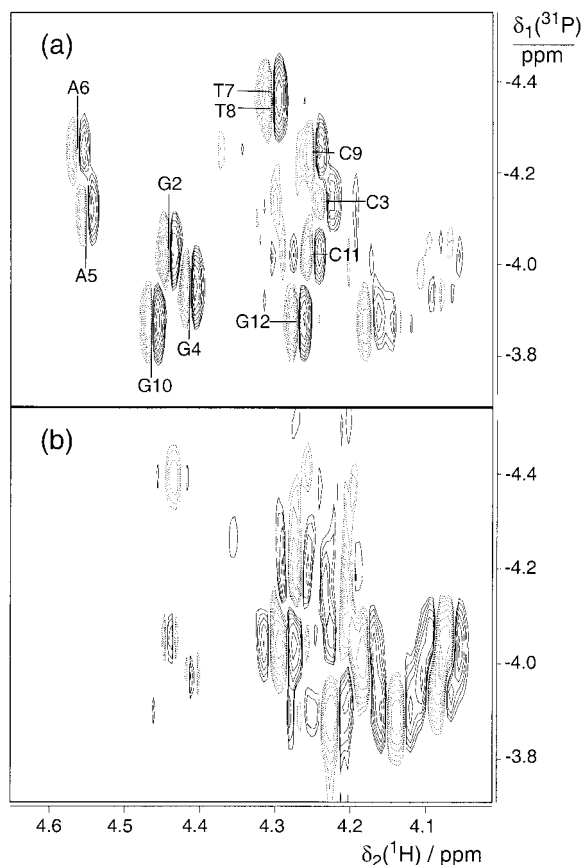 (a)
δ₁(³¹P)
ppm
A6
T7
T8
-4.4
C9
G2
-4.2
C3
A5
C11
-4.0
G12
G4
-3.8
G10
(b)
-4.4
-4.2
-4.0
-3.8
4.6 4.5 4.4 4.3 4.2 4.1
δ₂(¹H) / ppm